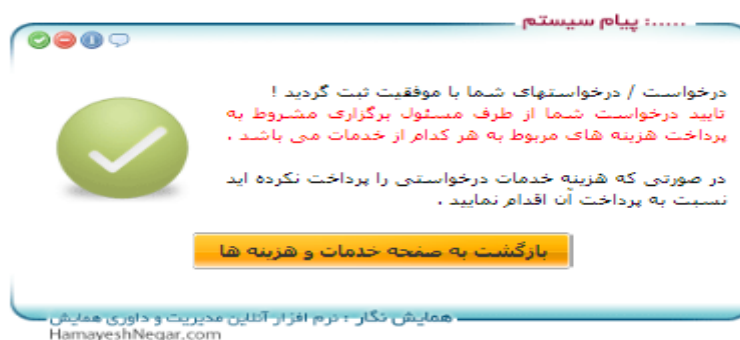 .....: پیام سیستم
درخواست / درخواستهای شما با موفقیت ثبت گردید !
تایید درخواست شما از طرف مسئول برگزاری مشروط به
پرداخت هزینه های مربوط به هر کدام از خدمات می باشد .
در صورتی که هزینه خدمات درخواستی را پرداخت نکرده اید
نسبت به پرداخت آن اقدام نمایید .
بازگشت به صفحه خدمات و هزینه ها
همایش نگار : نرم افزار آنلاین مدیریت و داوری همایش
HamayeshNegar.com